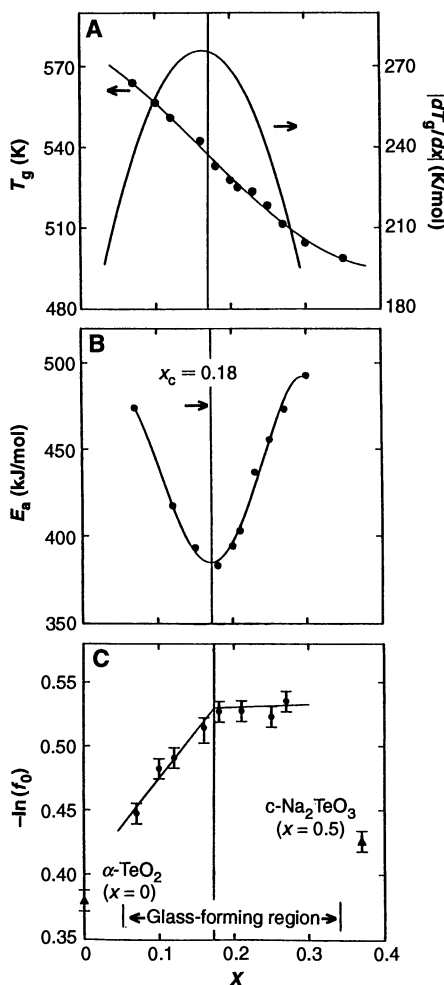 A
570
540
510
480
T_g
(K)
270
240
210
180
|dT_g/dx|
(K/mol)
B
x_c = 0.18
500
450
400
350
E_a (kJ/mol)
C
0.55
0.50
0.45
0.40
0.35
–ln(f_0)
c-Na₂TeO₃
(x = 0.5)
α-TeO₂
(x = 0)
Glass-forming region
0 0.1 0.2 0.3 0.4
X